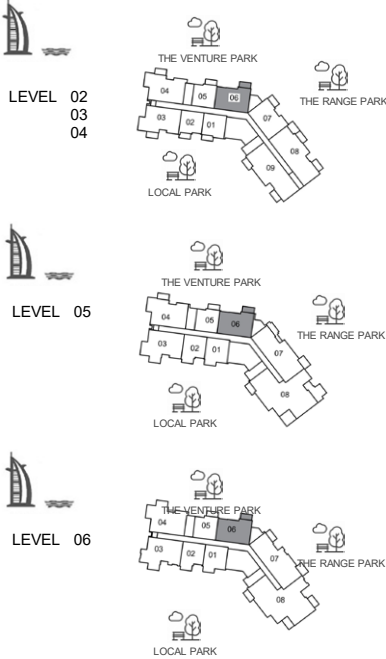 THE VENTURE PARK
THE RANGE PARK
LEVEL 02
03
04
04 05 06 07
03 02 01 08
09
LOCAL PARK
THE VENTURE PARK
LEVEL 05
THE RANGE PARK
04 05 06
03 02 01 07
08
LOCAL PARK
THE VENTURE PARK
LEVEL 06
THE RANGE PARK
04 05 06
03 02 01 07
08
LOCAL PARK